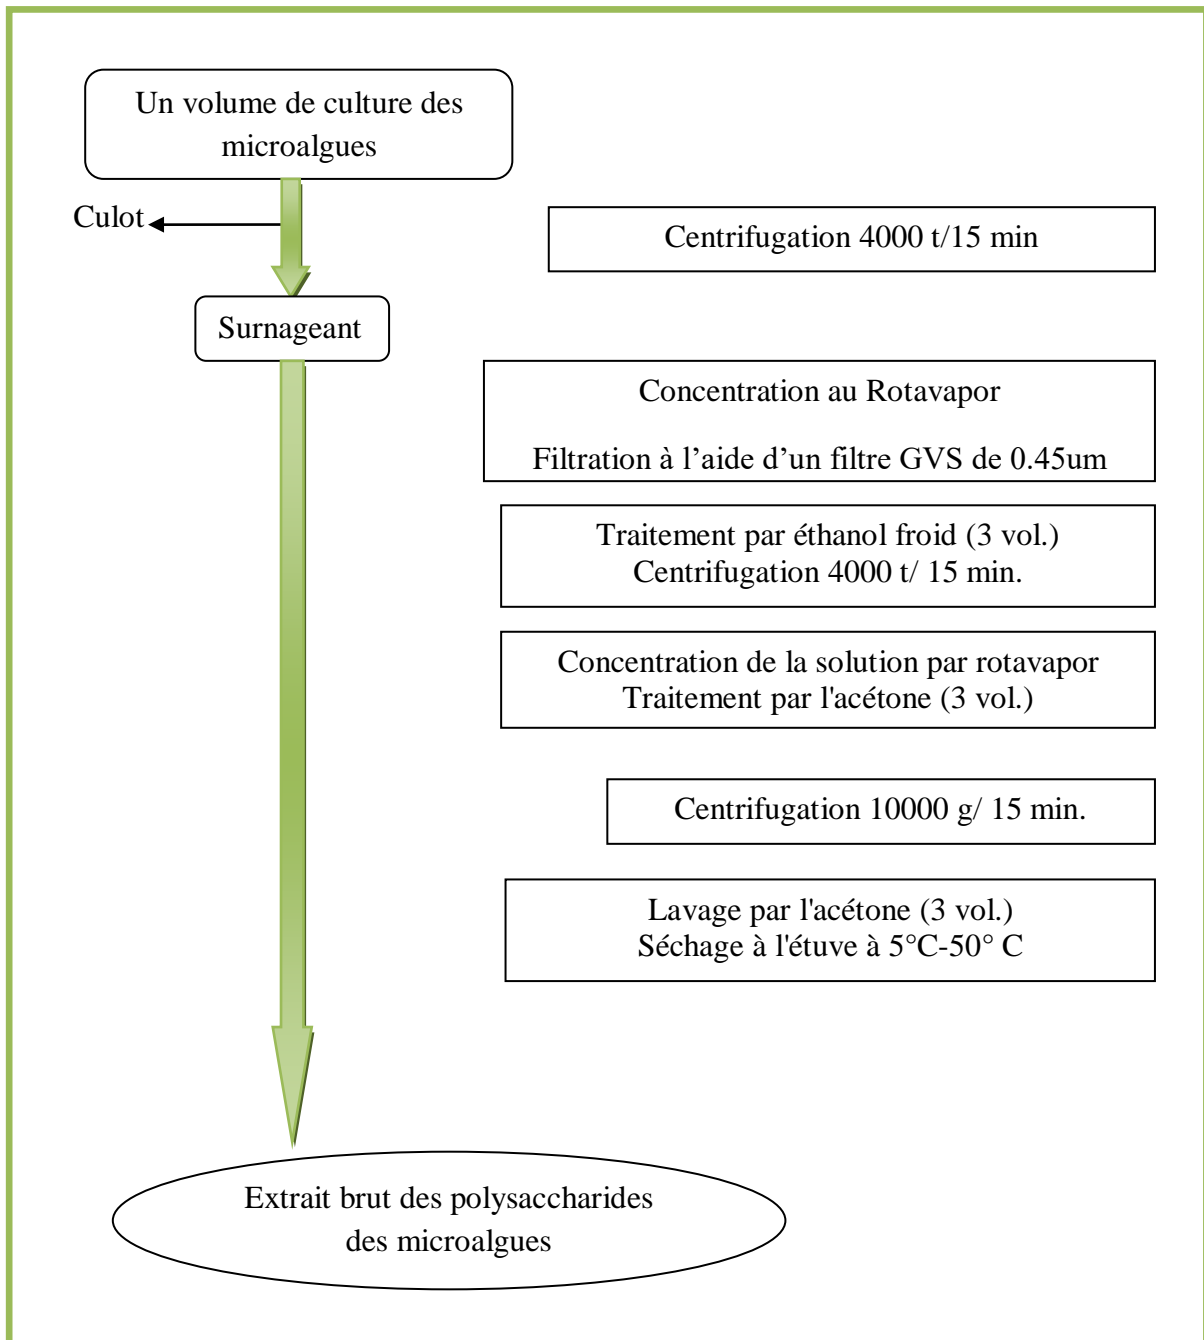 Un volume de culture des
microalgues
Culot
Centrifugation 4000 t/15 min
Surnageant
Concentration au Rotavapor
Filtration à l’aide d’un filtre GVS de 0.45um
Traitement par éthanol froid (3 vol.)
Centrifugation 4000 t/ 15 min.
Concentration de la solution par rotavapor
Traitement par l'acétone (3 vol.)
Centrifugation 10000 g/ 15 min.
Lavage par l'acétone (3 vol.)
Séchage à l'étuve à 5°C-50° C
Extrait brut des polysaccharides
des microalgues